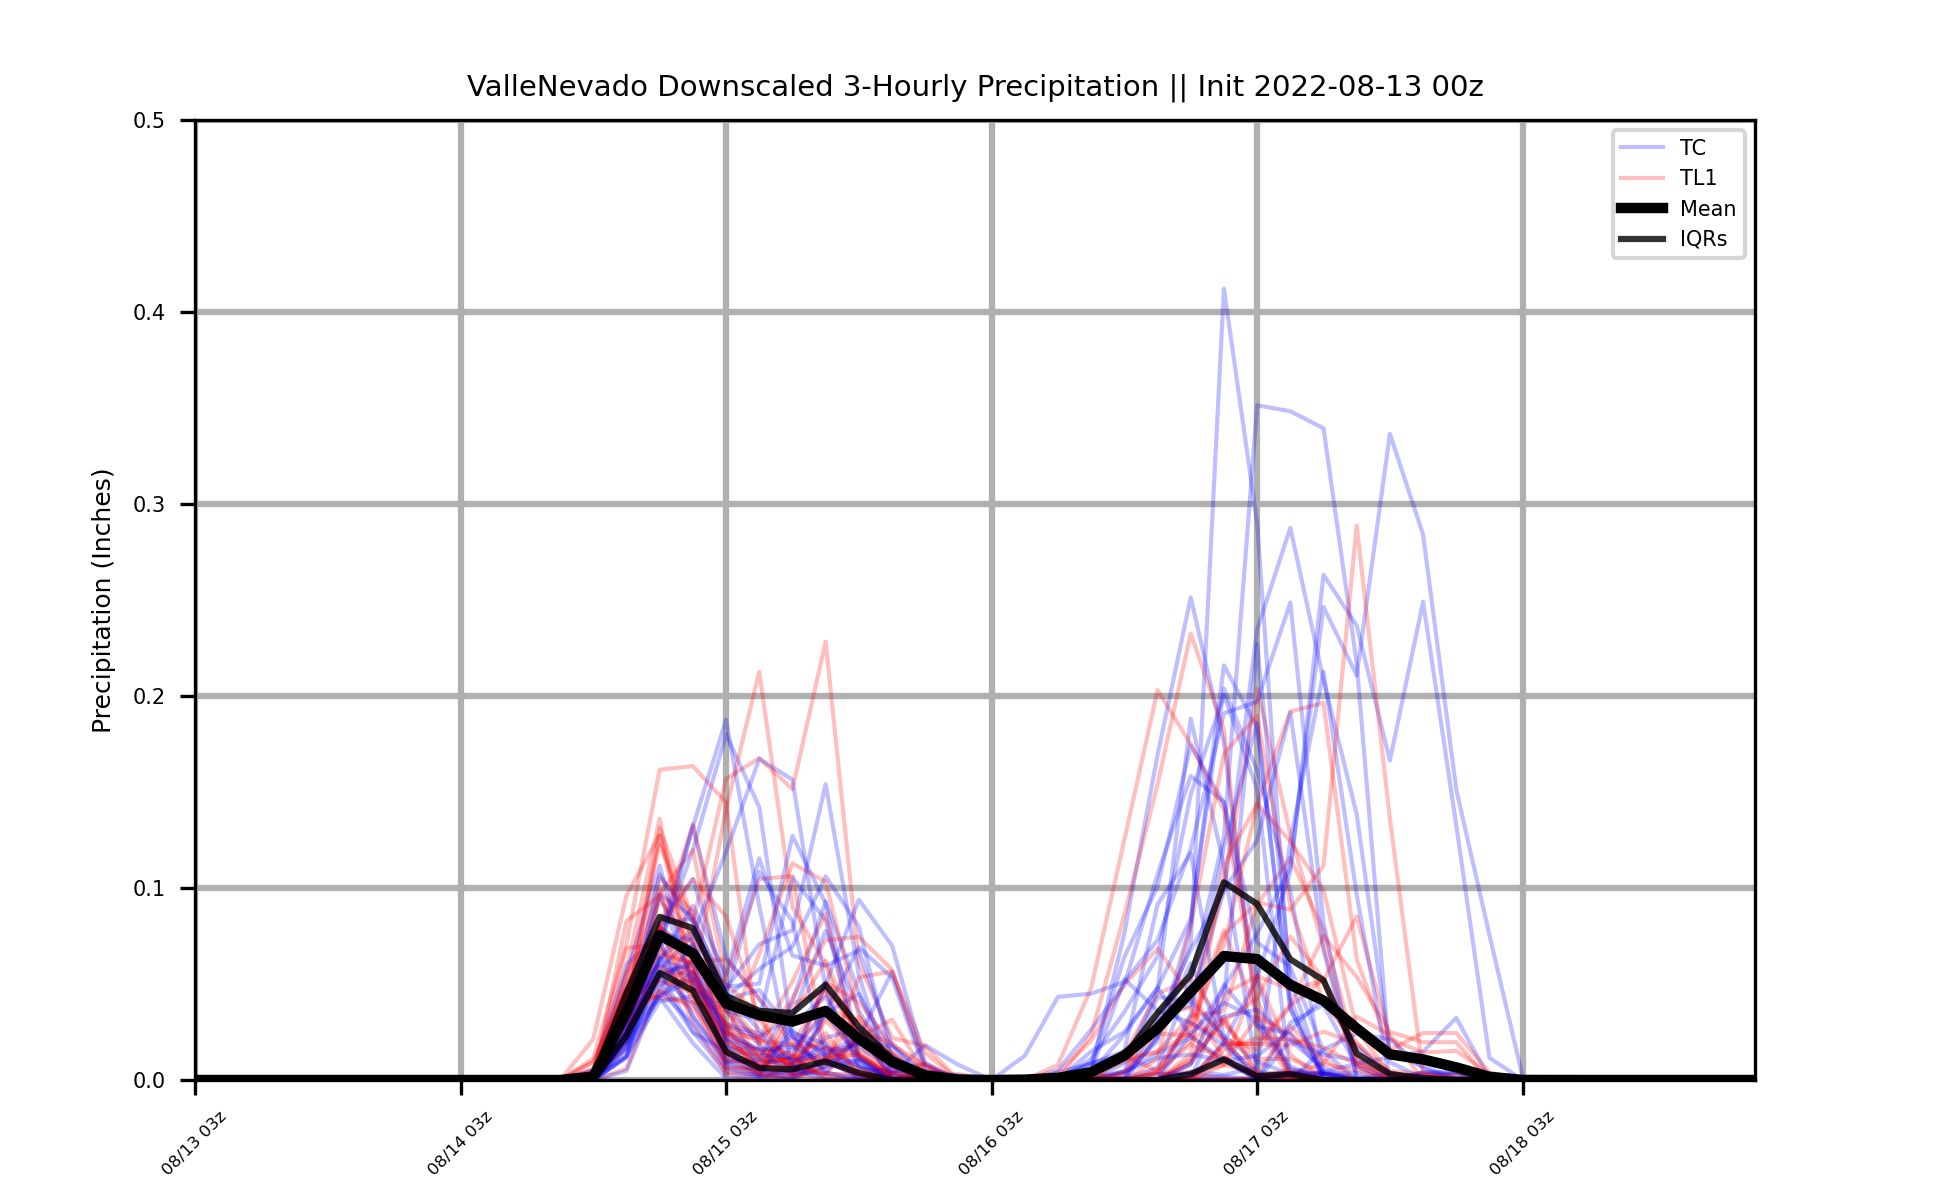 ValleNevado Downscaled 3-Hourly Precipitation || Init 2022-08-13 00z
Precipitation (Inches)
0.5
0.4
0.3
0.2
0.1
0.0
TC
TL1
Mean
IQRs
08/13 03z
08/14 03z
08/15 03z
08/16 03z
08/17 03z
08/18 03z